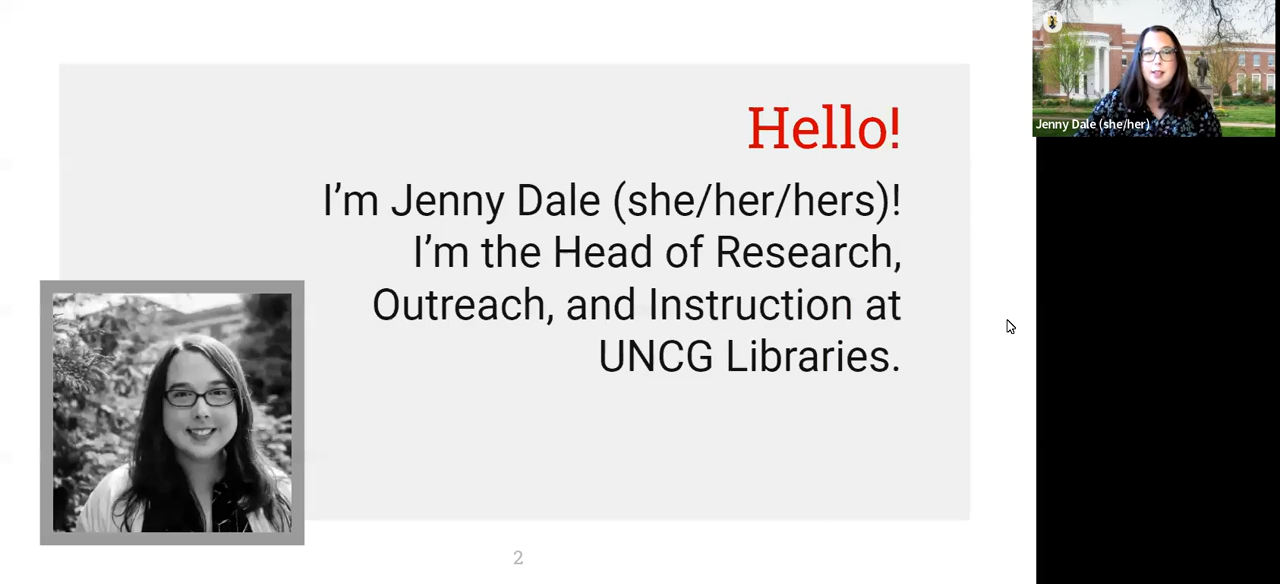 Hello!
I’m Jenny Dale (she/her/hers)!
I’m the Head of Research,
Outreach, and Instruction at
UNCG Libraries.
2
Jenny Dale (she/her)